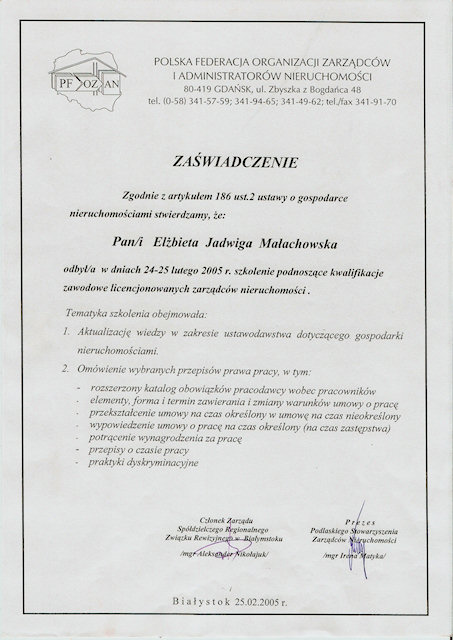 PF OZ AN
POLSKA FEDERACJA ORGANIZACJI ZARZĄDCÓW
I ADMINISTRATORÓW NIERUCHOMOŚCI
80-419 GDAŃSK, ul. Zbyszka z Bogdańca 48
tel. (0-58) 341-57-59; 341-94-65; 341-49-62; tel./fax 341-91-70
ZAŚWIADCZENIE
Zgodnie z artykułem 186 ust.2 ustawy o gospodarce
nieruchomościami stwierdzamy, że:
Pan/i Elżbieta Jadwiga Małachowska
odbył/a w dniach 24-25 lutego 2005 r. szkolenie podnoszące kwalifikacje
zawodowe licencjonowanych zarządców nieruchomości .
Tematyka szkolenia obejmowała:
1. Aktualizację wiedzy w zakresie ustawodawstwa dotyczącego gospodarki
nieruchomościami.
2. Omówienie wybranych przepisów prawa pracy, w tym:
- rozszerzony katalog obowiązków pracodawcy wobec pracowników
- elementy, forma i termin zawierania i zmiany warunków umowy o pracę
- przekształcenie umowy na czas określony w umowę na czas nieokreślony
- wypowiedzenie umowy o pracę na czas określony (na czas zastępstwa)
- potrącenie wynagrodzenia za pracę
- przepisy o czasie pracy
- praktyki dyskryminacyjne
Członek Zarządu
Spółdzielczego Regionalnego
Związku Rewizyjnego w Białymstoku
/mgr Aleksander Nikołajuk/
Prezes
Podlaskiego Stowarzyszenia
Zarządców Nieruchomości
/mgr Irena Matyka/
Białystok 25.02.2005 r.